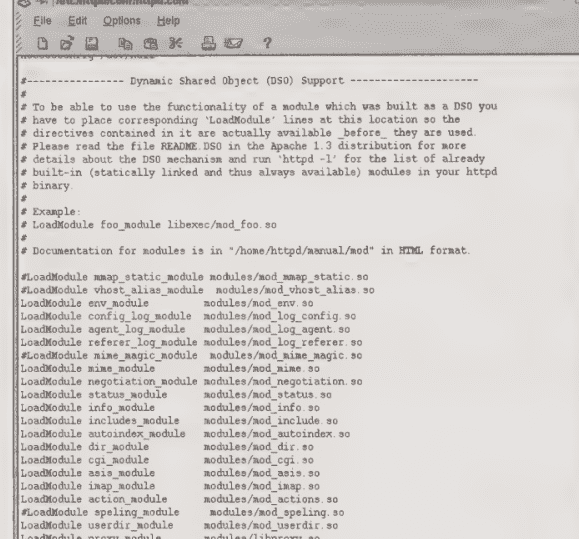 File Edit Options Help
?
#---------------- Dynamic Shared Object (DSO) Support ---------------------
#
# To be able to use the functionality of a module which was built as a DSO you
# have to place corresponding 'LoadModule' lines at this location so the
# directives contained in it are actually available _before_ they are used.
# Please read the file README.DSO in the Apache 1.3 distribution for more
# details about the DSO mechanism and run 'httpd -l' for the list of already
# built-in (statically linked and thus always available) modules in your httpd
# binary.
#
# Example:
# LoadModule foo_module libexec/mod_foo.so
#
# Documentation for modules is in "/home/httpd/manual/mod" in HTML format.
#LoadModule mmap_static_module modules/mod_mmap_static.so
#LoadModule vhost_alias_module modules/mod_vhost_alias.so
LoadModule env_module modules/mod_env.so
LoadModule config_log_module modules/mod_log_config.so
LoadModule agent_log_module modules/mod_log_agent.so
LoadModule referer_log_module modules/mod_log_referer.so
#LoadModule mime_magic_module modules/mod_mime_magic.so
LoadModule mime_module modules/mod_mime.so
LoadModule negotiation_module modules/mod_negotiation.so
LoadModule status_module modules/mod_status.so
LoadModule info_module modules/mod_info.so
LoadModule includes_module modules/mod_include.so
LoadModule autoindex_module modules/mod_autoindex.so
LoadModule dir_module modules/mod_dir.so
LoadModule cgi_module modules/mod_cgi.so
LoadModule asis_module modules/mod_asis.so
LoadModule imap_module modules/mod_imap.so
LoadModule action_module modules/mod_actions.so
#LoadModule speling_module modules/mod_speling.so
LoadModule userdir_module modules/mod_userdir.so
LoadModule proxy_module modules/libproxy.so